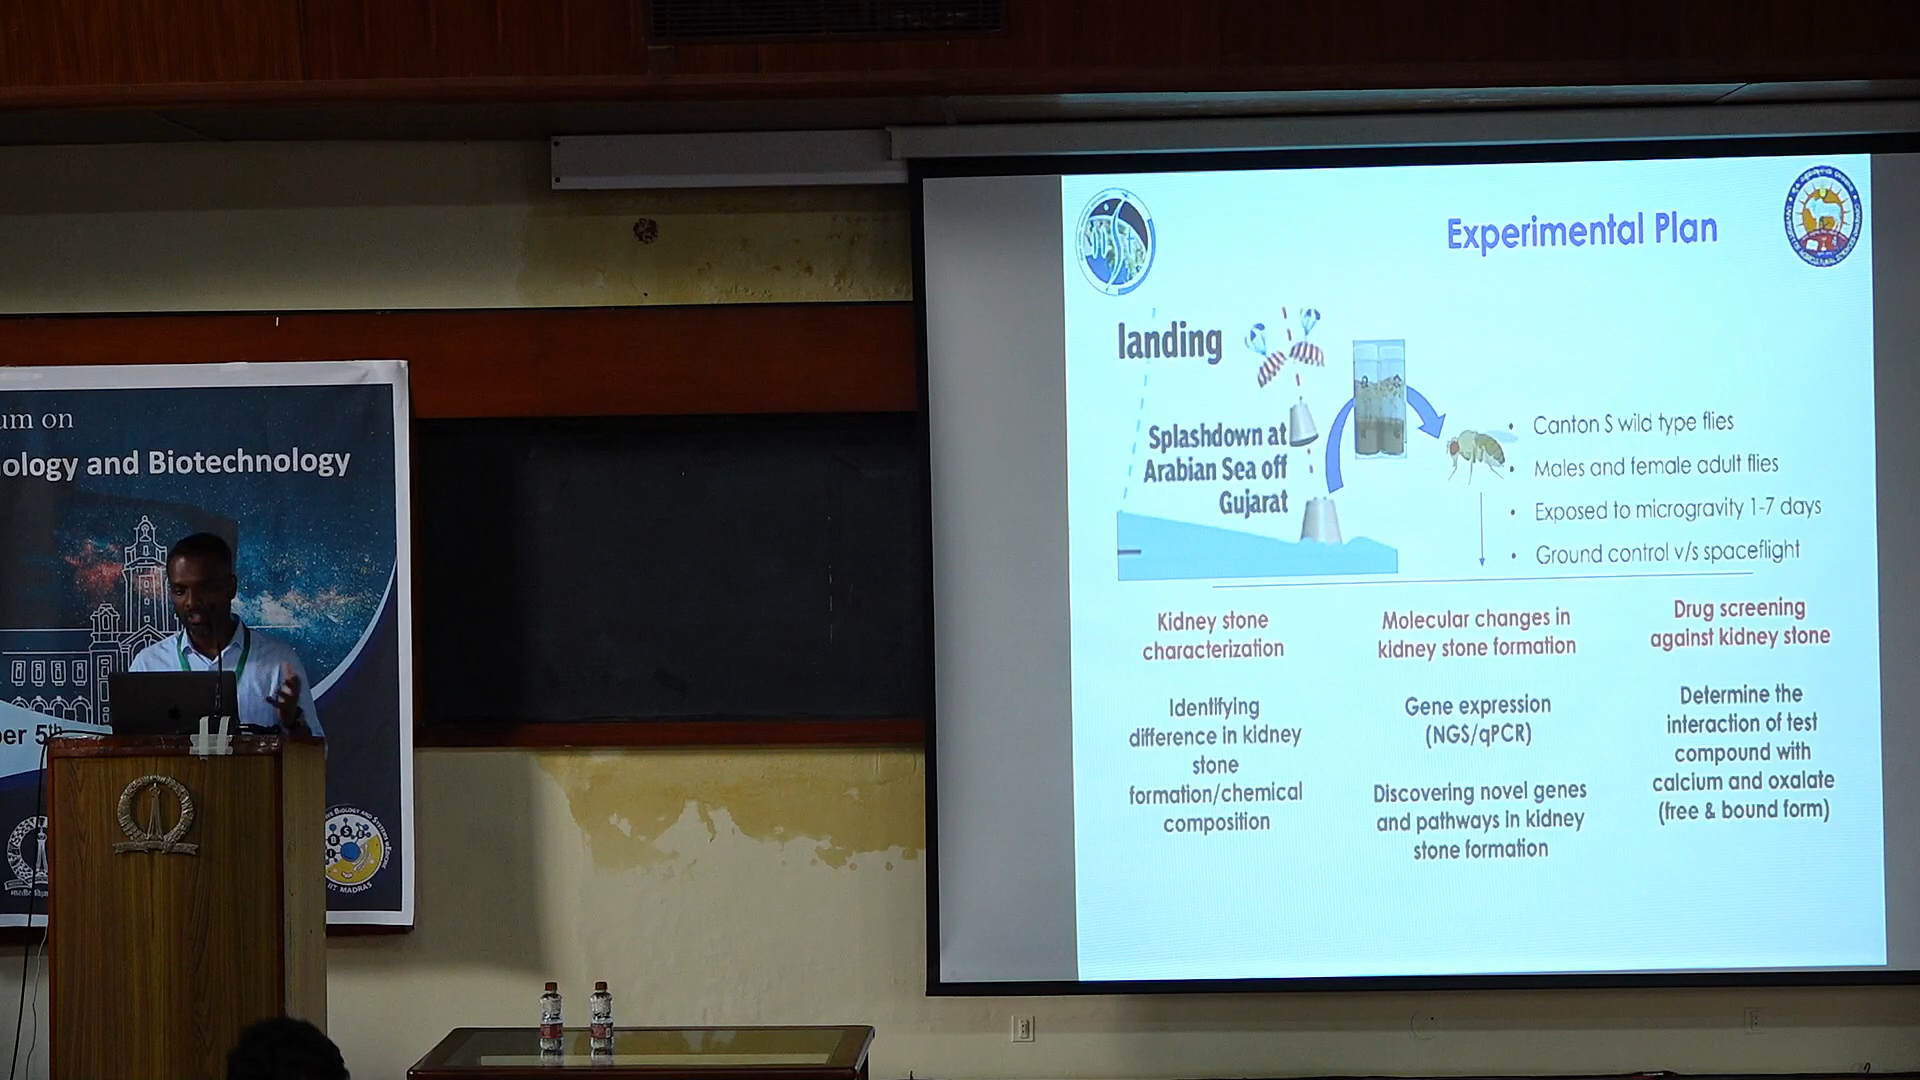 um on
ology and Biotechnology
er 5th
IIT MADRAS
Experimental Plan
landing
Splashdown at
Arabian Sea off
Gujarat
• Canton S wild type flies
• Males and female adult flies
• Exposed to microgravity 1-7 days
• Ground control v/s spaceflight
Kidney stone
characterization
Identifying
difference in kidney
stone
formation/chemical
composition
Molecular changes in
kidney stone formation
Gene expression
(NGS/qPCR)
Discovering novel genes
and pathways in kidney
stone formation
Drug screening
against kidney stone
Determine the
interaction of test
compound with
calcium and oxalate
(free & bound form)